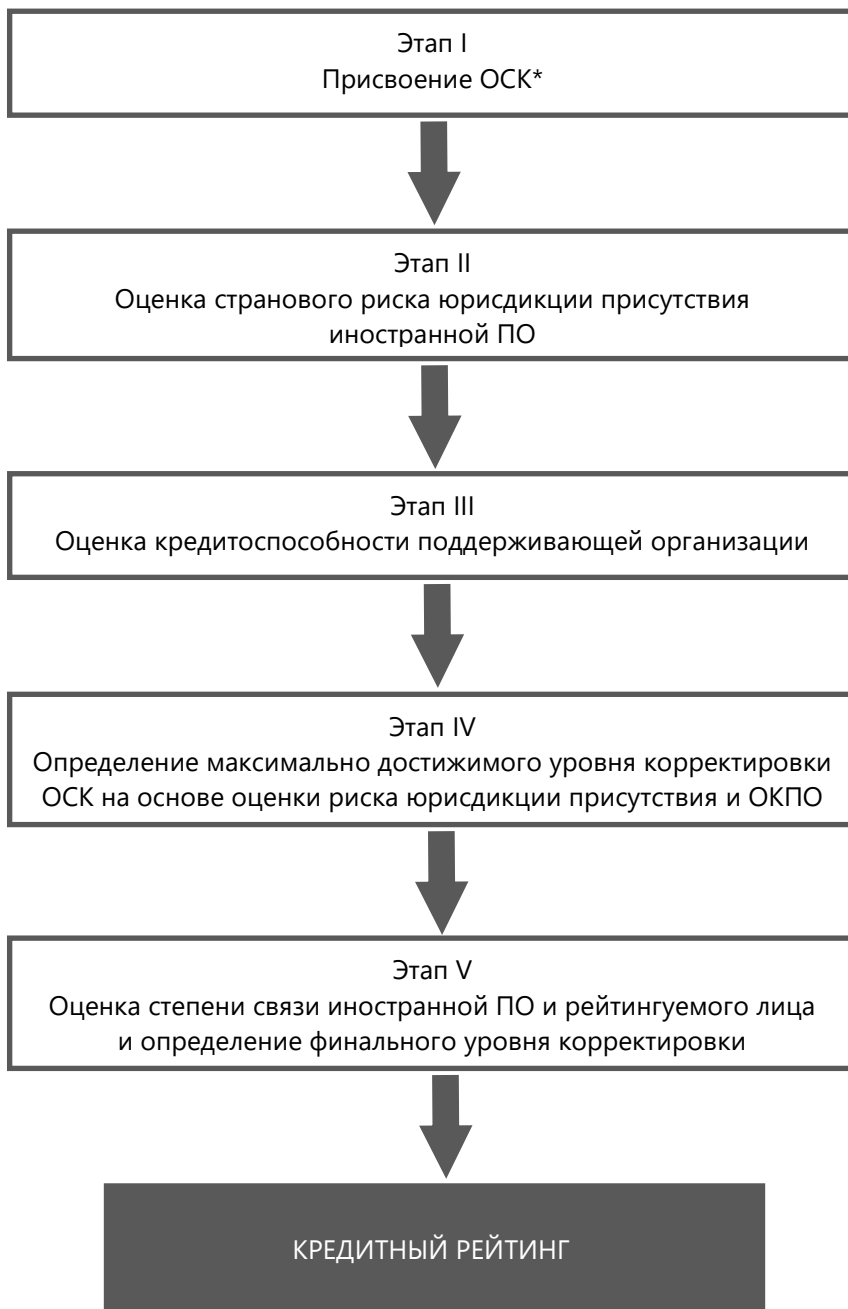 Этап I
Присвоение ОСК*
Этап II
Оценка странового риска юрисдикции присутствия
иностранной ПО
Этап III
Оценка кредитоспособности поддерживающей организации
Этап IV
Определение максимально достижимого уровня корректировки
ОСК на основе оценки риска юрисдикции присутствия и ОКПО
Этап V
Оценка степени связи иностранной ПО и рейтингуемого лица
и определение финального уровня корректировки
КРЕДИТНЫЙ РЕЙТИНГ